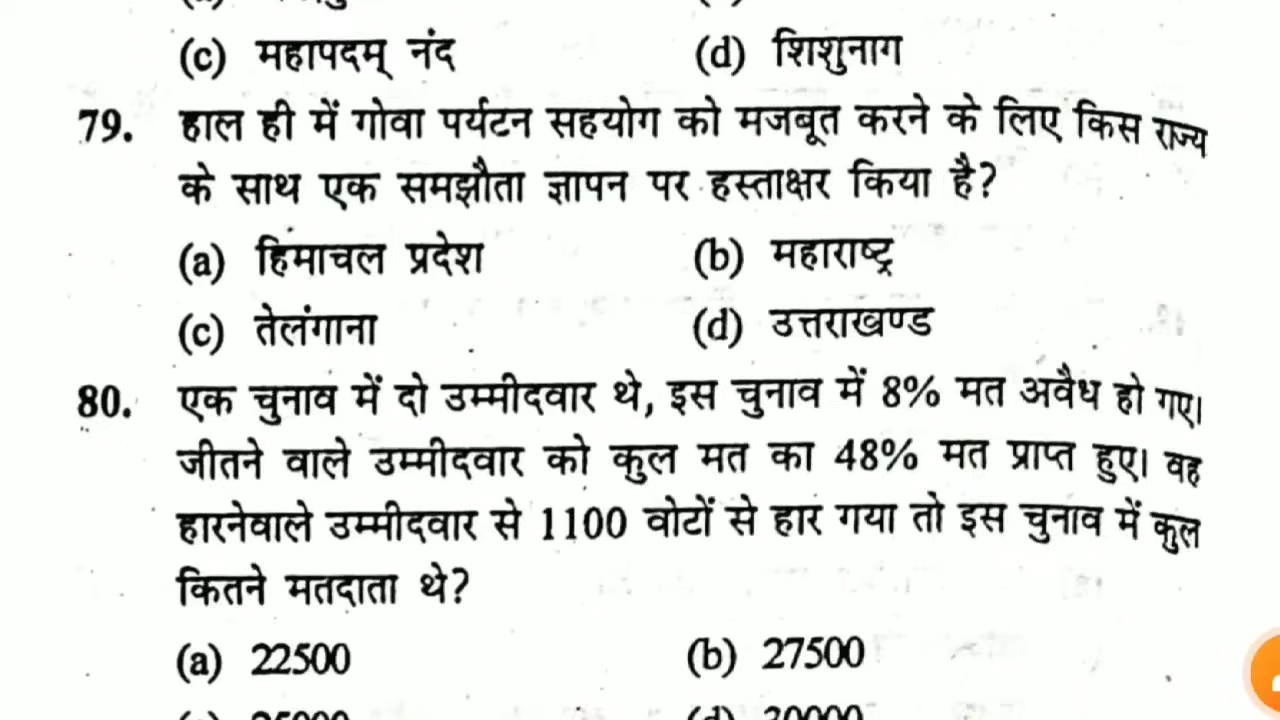 (c) महापदम् नंद (d) शिशुनाग
79. हाल ही में गोवा पर्यटन सहयोग को मजबूत करने के लिए किस राज्य
के साथ एक समझौता ज्ञापन पर हस्ताक्षर किया है?
(a) हिमाचल प्रदेश (b) महाराष्ट्र
(c) तेलंगाना (d) उत्तराखण्ड
80. एक चुनाव में दो उम्मीदवार थे, इस चुनाव में 8% मत अवैध हो गए।
जीतने वाले उम्मीदवार को कुल मत का 48% मत प्राप्त हुए। वह
हारनेवाले उम्मीदवार से 1100 वोटों से हार गया तो इस चुनाव में कुल
कितने मतदाता थे?
(a) 22500 (b) 27500